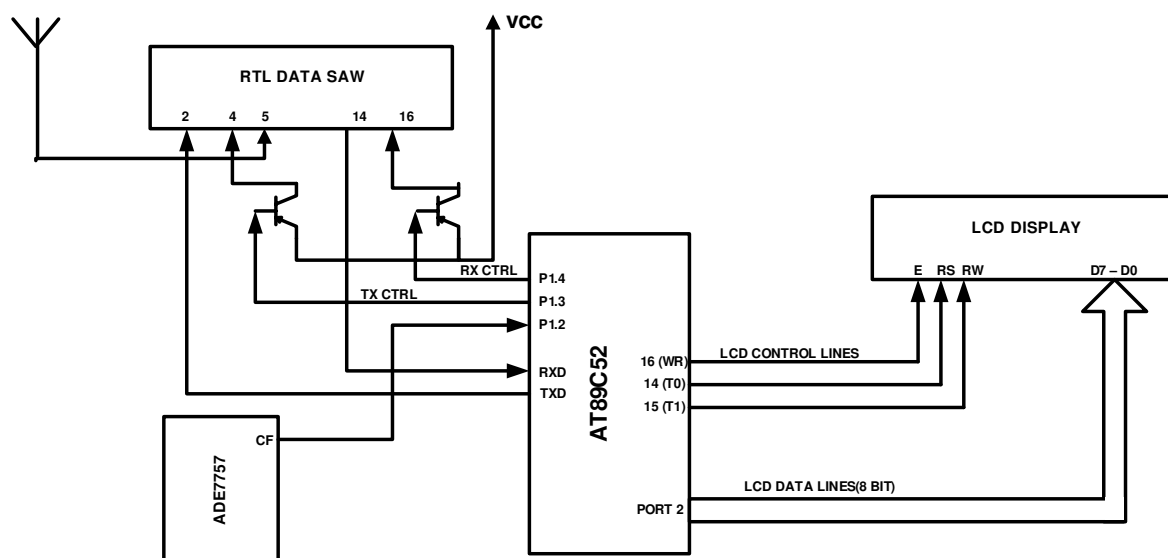 VCC
RTL DATA SAW
2 4 5 14 16
LCD DISPLAY
E RS RW D7 – D0
RX CTRL
TX CTRL
P1.4
P1.3
P1.2
RXD
TXD
AT89C52
16 (WR)
14 (T0)
15 (T1)
PORT 2
LCD CONTROL LINES
LCD DATA LINES(8 BIT)
CF
ADE7757